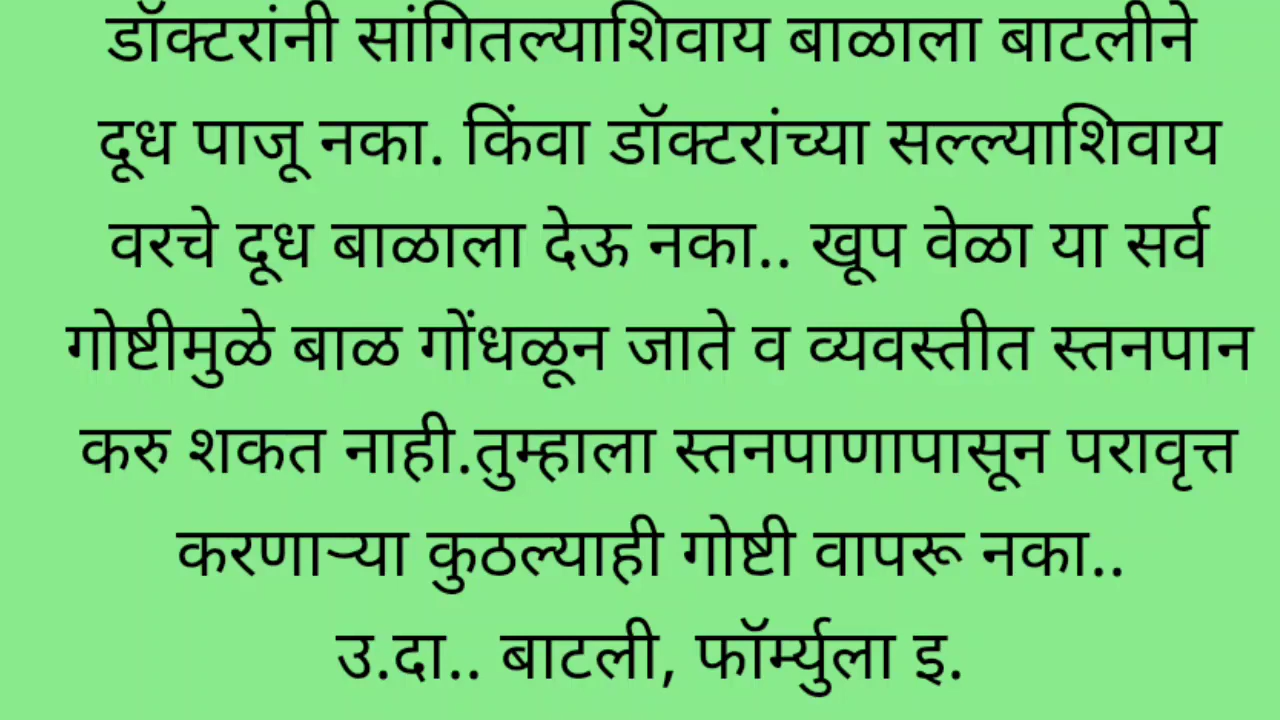 डॉक्टरांनी सांगितल्याशिवाय बाळाला बाटलीने
दूध पाजू नका. किंवा डॉक्टरांच्या सल्ल्याशिवाय
वरचे दूध बाळाला देऊ नका.. खूप वेळा या सर्व
गोष्टीमुळे बाळ गोंधळून जाते व व्यवस्तीत स्तनपान
करु शकत नाही.तुम्हाला स्तनपाणापासून परावृत्त
करणाऱ्या कुठल्याही गोष्टी वापरू नका..
उ.दा.. बाटली, फॉर्म्युला इ.